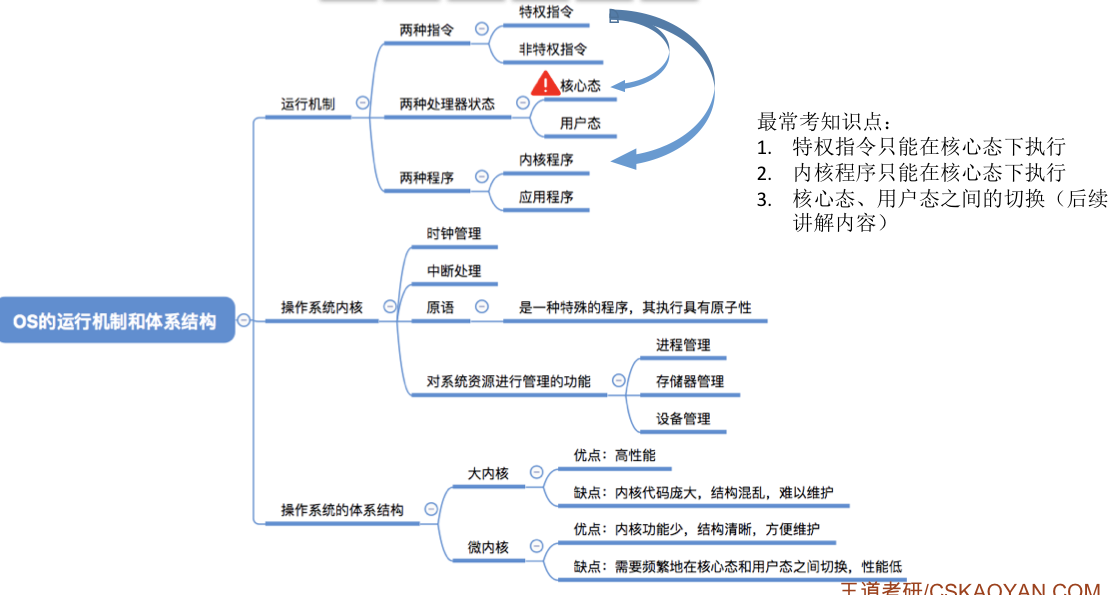 特权指令
两种指令
非特权指令
核心态
运行机制
两种处理器状态
用户态
内核程序
两种程序
应用程序
最常考知识点：
1. 特权指令只能在核心态下执行
2. 内核程序只能在核心态下执行
3. 核心态、用户态之间的切换（后续
讲解内容）
时钟管理
中断处理
操作系统内核
原语
是一种特殊的程序，其执行具有原子性
OS的运行机制和体系结构
进程管理
对系统资源进行管理的功能
存储器管理
设备管理
优点：高性能
大内核
缺点：内核代码庞大，结构混乱，难以维护
操作系统的体系结构
优点：内核功能少，结构清晰，方便维护
微内核
缺点：需要频繁地在核心态和用户态之间切换，性能低
王道考研/CSKAOYAN.COM